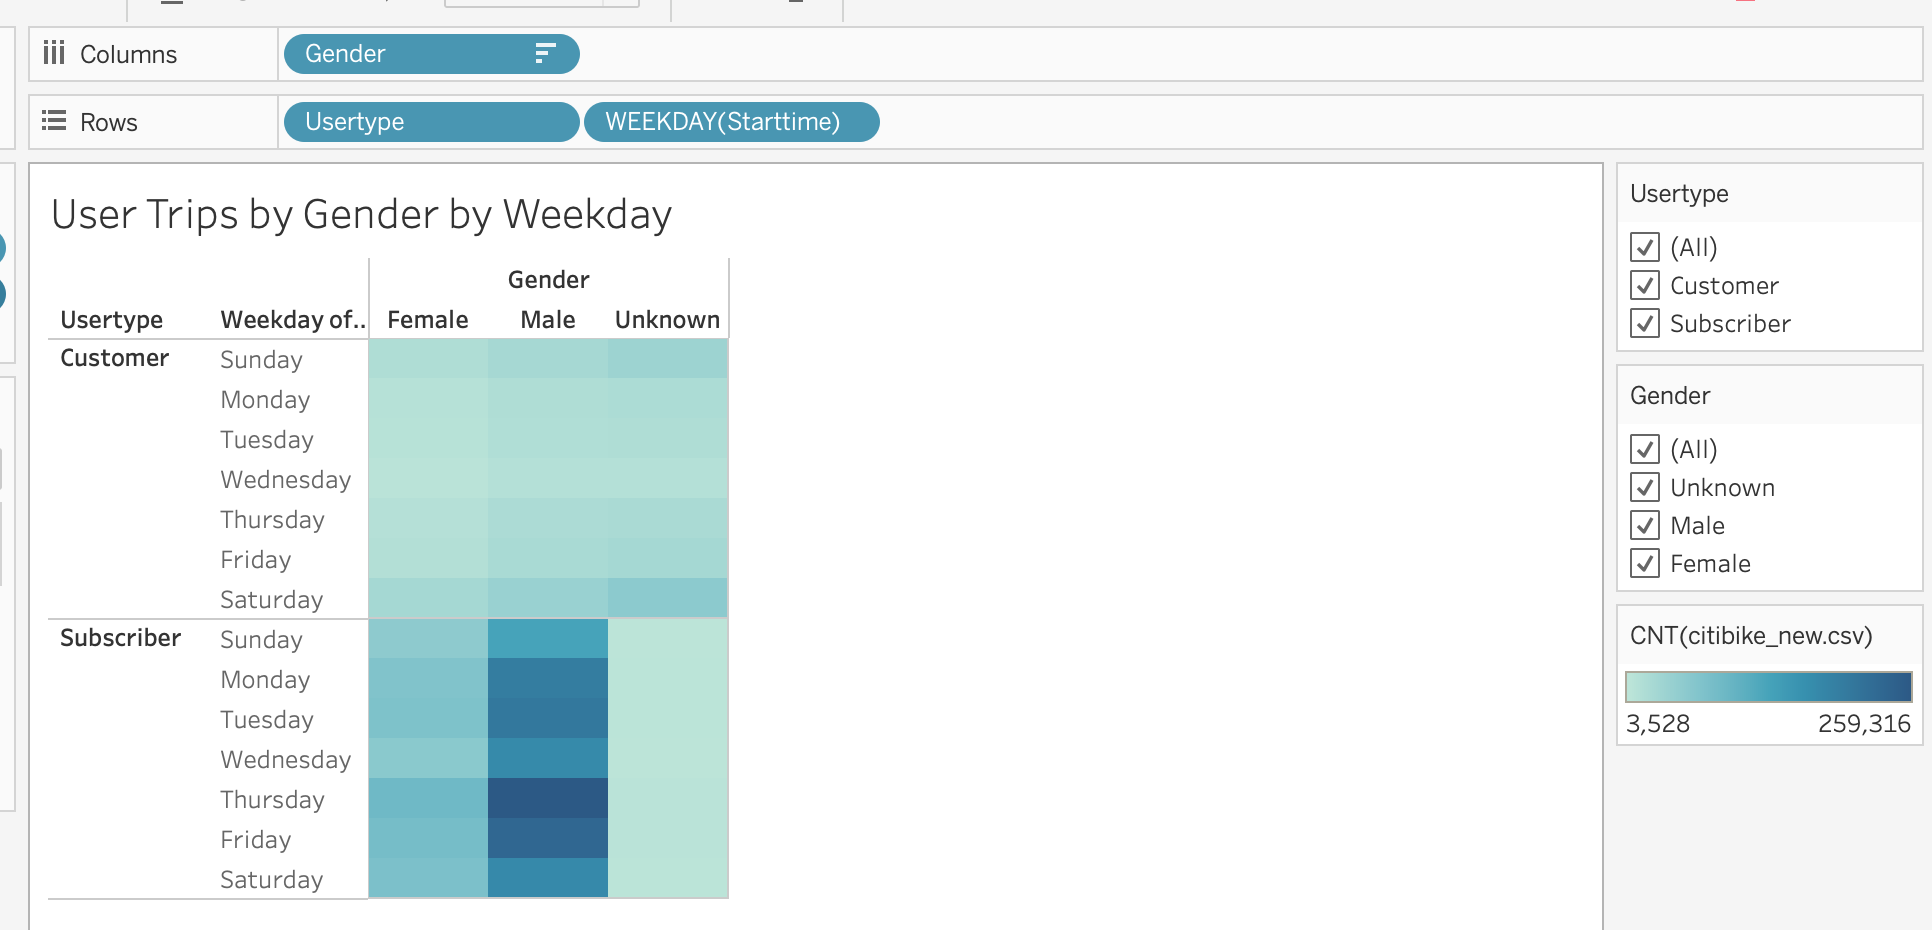 Columns
Gender
Rows
Usertype
WEEKDAY(Starttime)
User Trips by Gender by Weekday
Gender
Usertype Weekday of.. Female Male Unknown
Customer Sunday
Monday
Tuesday
Wednesday
Thursday
Friday
Saturday
Subscriber Sunday
Monday
Tuesday
Wednesday
Thursday
Friday
Saturday
Usertype
(All)
Customer
Subscriber
Gender
(All)
Unknown
Male
Female
CNT(citibike_new.csv)
3,528 259,316